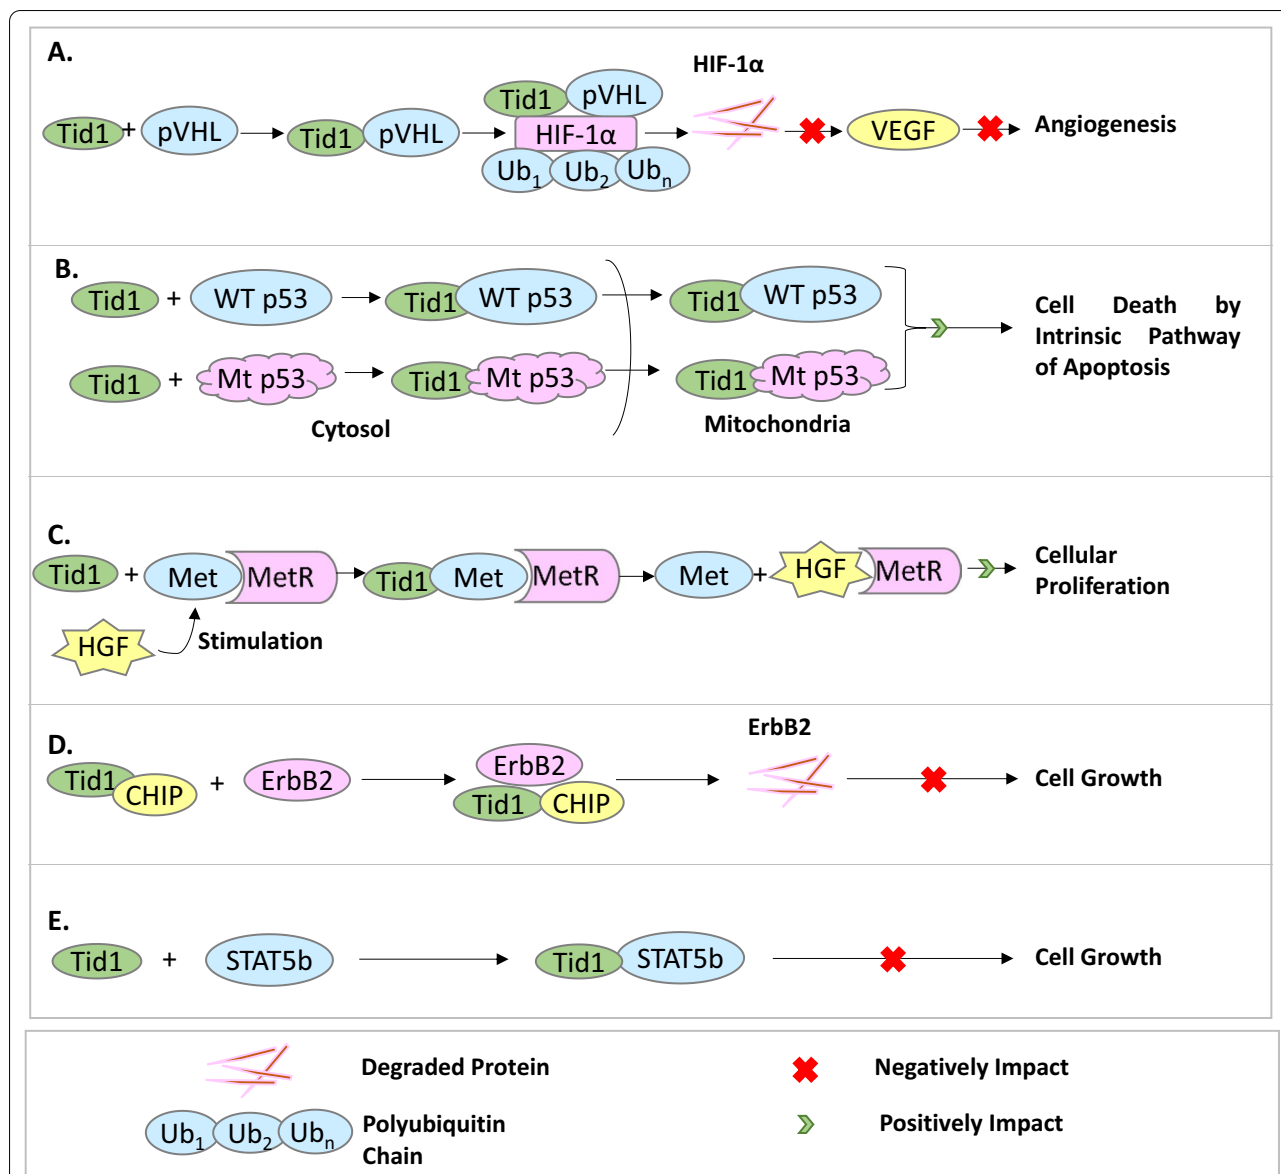 A.
HIF-1α
Tid1 + pVHL Tid1 pVHL Tid1 pVHL
HIF-1α
Ub1 Ub2 Ubn
VEGF
Angiogenesis
B.
Tid1 + WT p53 Tid1 WT p53 Tid1 WT p53
Tid1 + Mt p53 Tid1 Mt p53 Tid1 Mt p53
Cytosol
Mitochondria
Cell Death by
Intrinsic Pathway
of Apoptosis
C.
Tid1 + Met MetR Tid1 Met MetR Met + HGF MetR
HGF
Stimulation
Cellular
Proliferation
D.
ErbB2
Tid1 CHIP + ErbB2
ErbB2
Tid1 CHIP
Cell Growth
E.
Tid1 + STAT5b Tid1 STAT5b
Cell Growth
Degraded Protein
Negatively Impact
Ub1 Ub2 Ubn
Polyubiquitin
Chain
Positively Impact